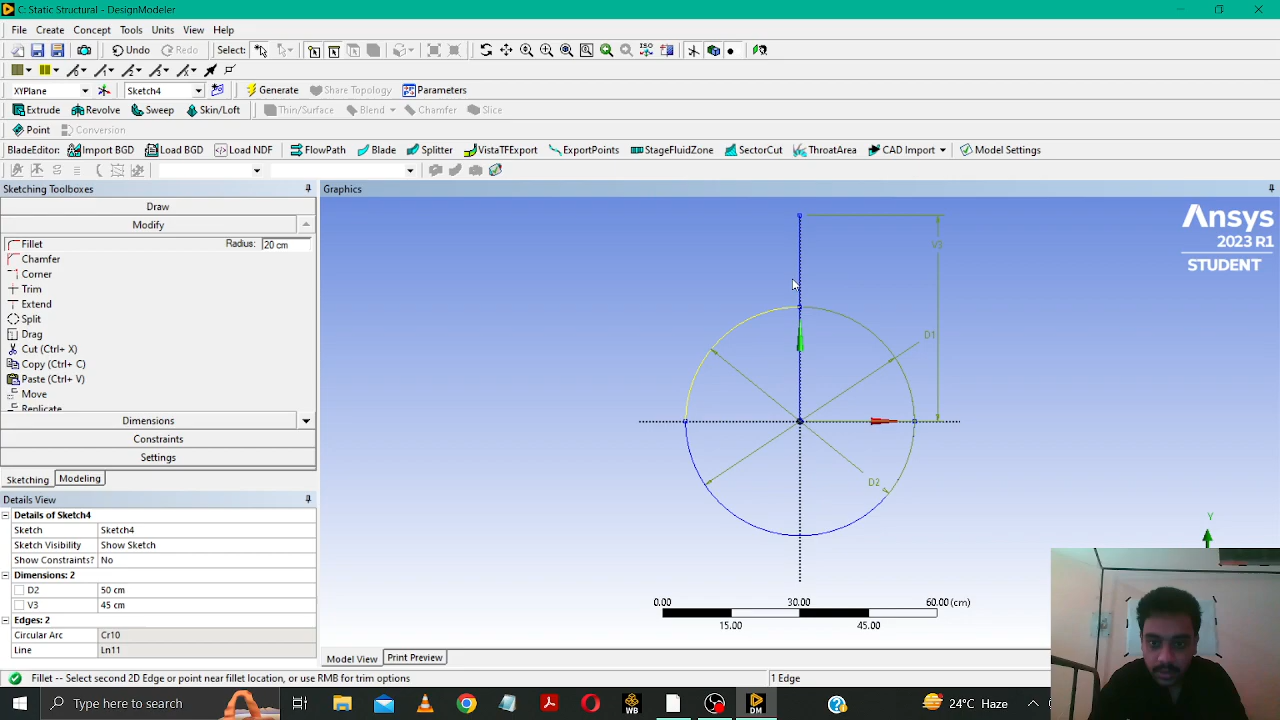 C: Static Structural - DesignModeler
File Create Concept Tools Units View Help
Undo Redo Select:
XYPlane Sketch4 Generate Share Topology Parameters
Extrude Revolve Sweep Skin/Loft Thin/Surface Blend Chamfer Slice
Point Conversion
BladeEditor: Import BGD Load BGD Load NDF FlowPath Blade Splitter VistaTFExport ExportPoints StageFluidZone SectorCut ThroatArea CAD Import Model Settings
Sketching Toolboxes
Graphics
Draw
Modify
Fillet Radius: 20 cm
Chamfer
Corner
Trim
Extend
Split
Drag
Cut (Ctrl + X)
Copy (Ctrl + C)
Paste (Ctrl + V)
Move
Replicate
Dimensions
Constraints
Settings
Sketching Modeling
Details View
Details of Sketch4
Sketch Sketch4
Sketch Visibility Show Sketch
Show Constraints? No
Dimensions: 2
D2 50 cm
V3 45 cm
Edges: 2
Circular Arc Cr10
Line Ln11
Ansys
2023 R1
STUDENT
V3
D1
D2
Y
0.00 30.00 60.00 (cm)
15.00 45.00
Model View Print Preview
Fillet -- Select second 2D Edge or point near fillet location, or use RMB for trim options
1 Edge
Type here to search
WB
DM
24°C Haze